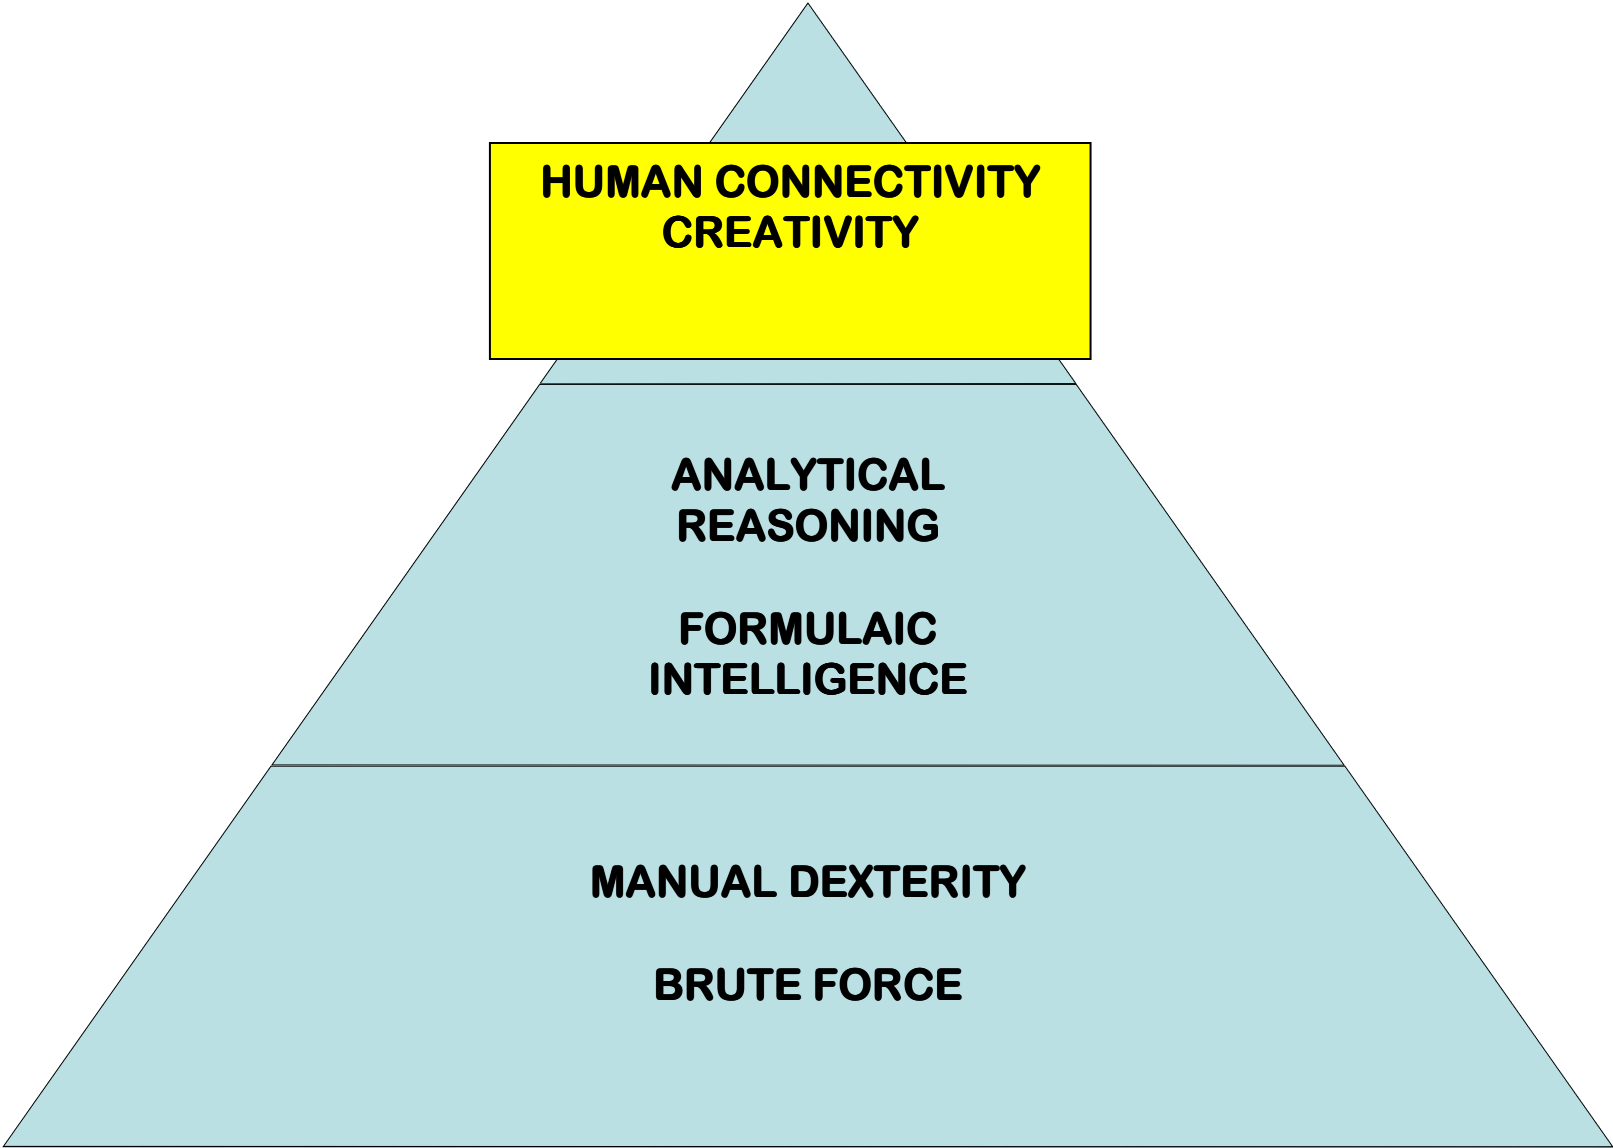 HUMAN CONNECTIVITY
CREATIVITY
ANALYTICAL
REASONING
FORMULAIC
INTELLIGENCE
MANUAL DEXTERITY
BRUTE FORCE